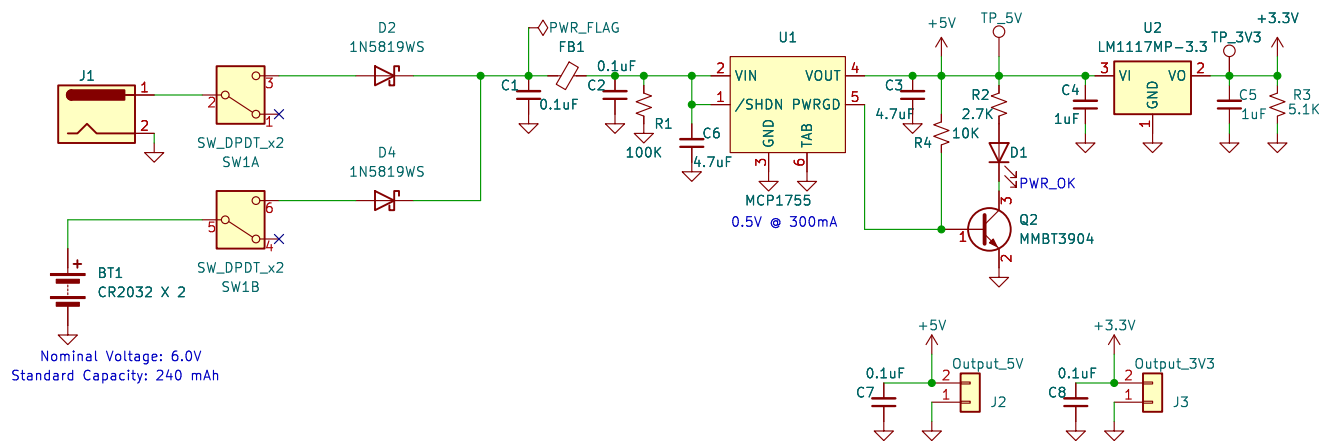 J1
1
2
3
2
1
SW_DPDT_x2
SW1A
D2
1N5819WS
PWR_FLAG
FB1
C1
0.1uF
0.1uF
C2
R1
100K
C6
4.7uF
U1
2
VIN
VOUT
4
1
/SHDN
PWRGD
5
GND
TAB
3
6
MCP1755
0.5V @ 300mA
C3
4.7uF
+5V
TP_5V
R2
2.7K
R4
10K
D1
PWR_OK
3
1
2
Q2
MMBT3904
C4
1uF
U2
LM1117MP-3.3
3
VI
VO
2
GND
1
TP_3V3
+3.3V
C5
1uF
R3
5.1K
6
5
4
SW_DPDT_x2
SW1B
D4
1N5819WS
+
BT1
CR2032 X 2
Nominal Voltage: 6.0V
Standard Capacity: 240 mAh
+5V
Output_5V
0.1uF
C7
2
1
J2
+3.3V
Output_3V3
0.1uF
C8
2
1
J3